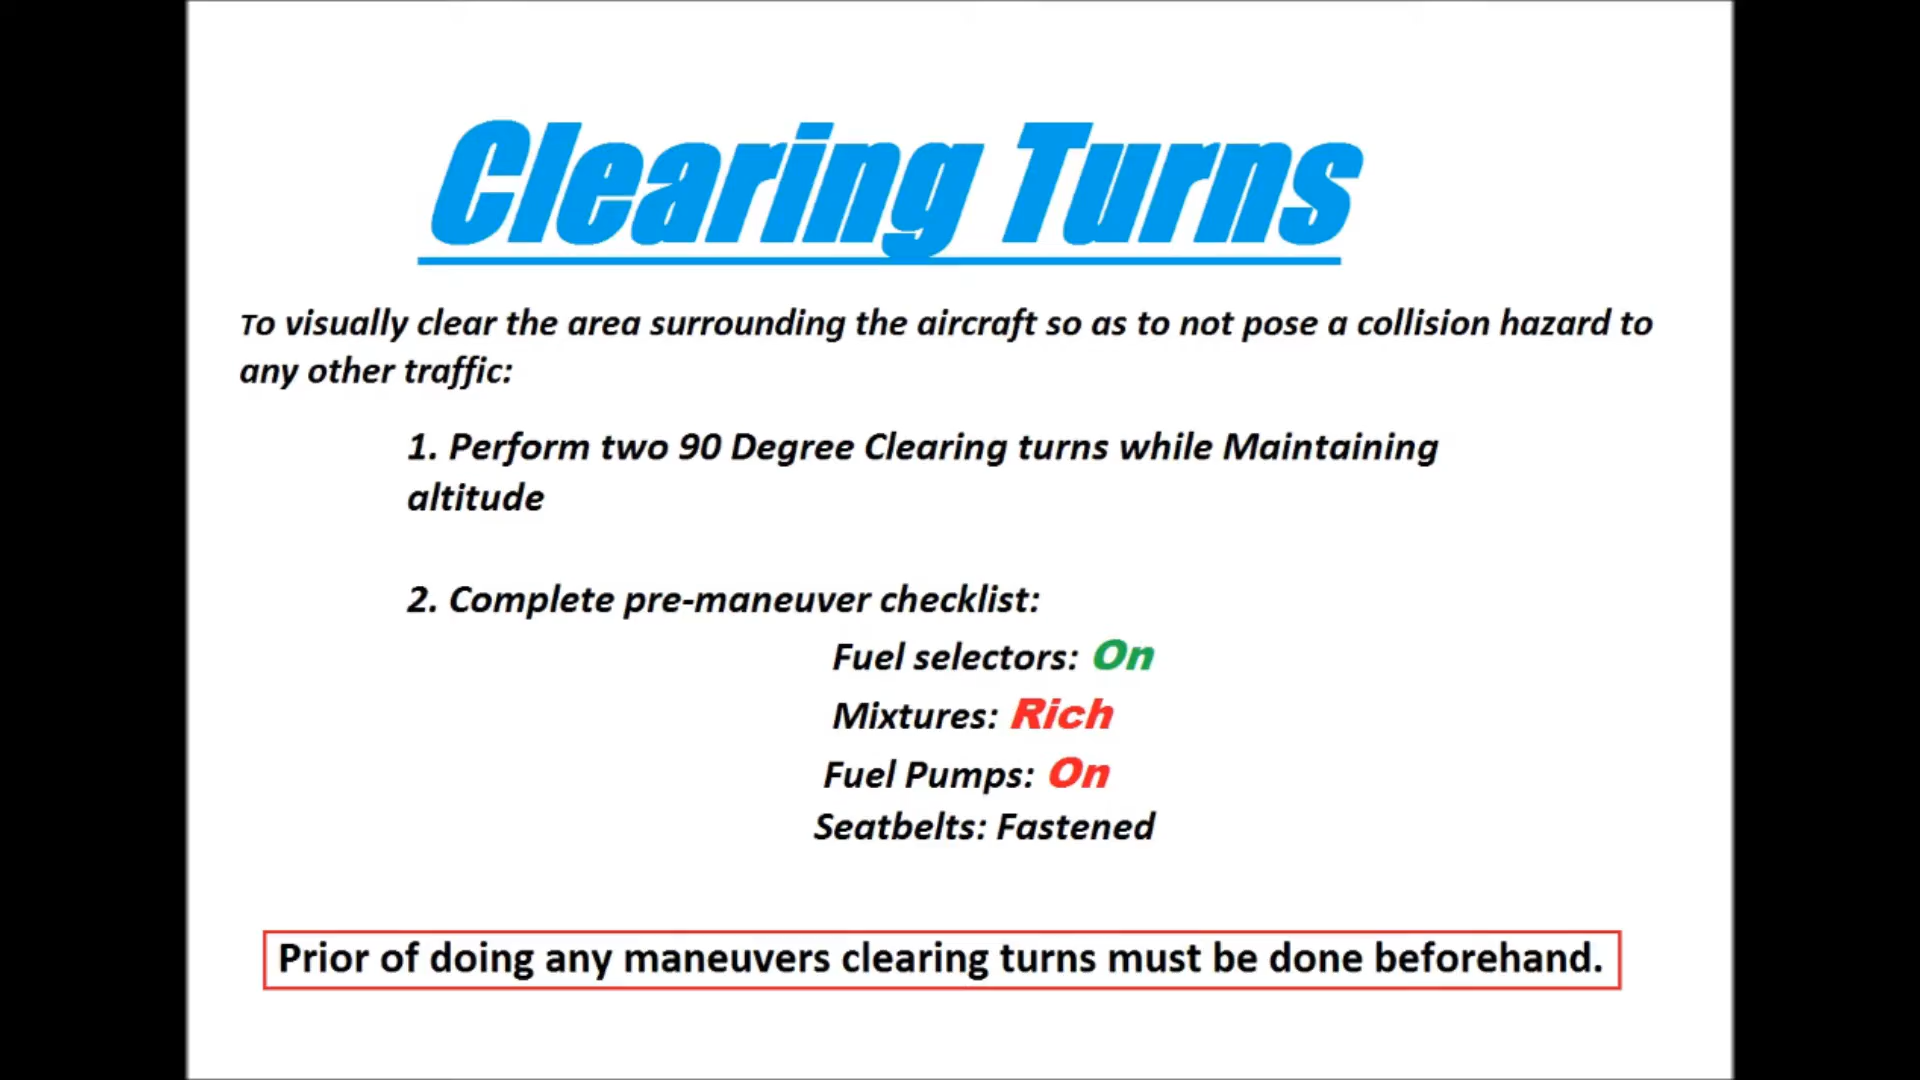 Clearing Turns
To visually clear the area surrounding the aircraft so as to not pose a collision hazard to
any other traffic:
1. Perform two 90 Degree Clearing turns while Maintaining
altitude
2. Complete pre-maneuver checklist:
Fuel selectors: On
Mixtures: Rich
Fuel Pumps: On
Seatbelts: Fastened
Prior of doing any maneuvers clearing turns must be done beforehand.